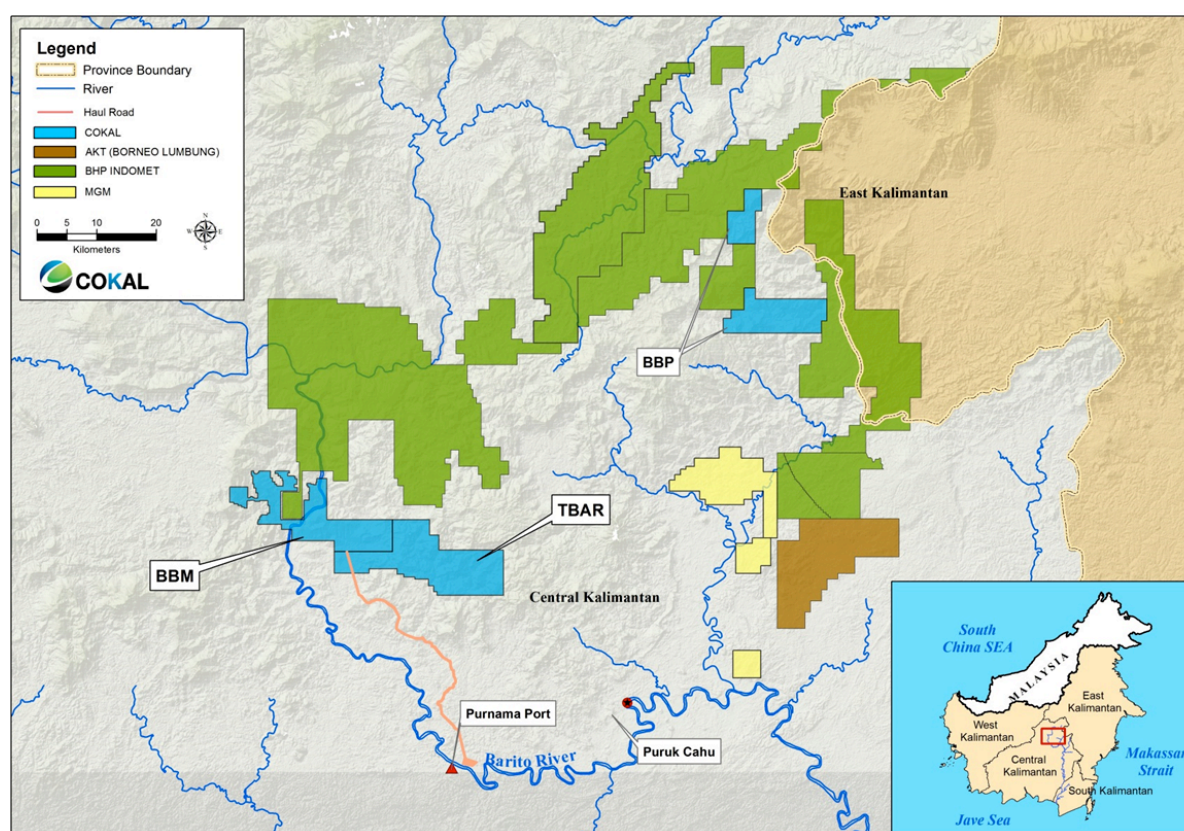 Legend
Province Boundary
River
Haul Road
COKAL
AKT (BORNEO LUMBUNG)
BHP INDOMET
MGM
0 5 10 20
Kilometers
N
W E
S
COKAL
East Kalimantan
BBP
TBAR
BBM
Central Kalimantan
Purnama Port
Puruk Cahu
Barito River
South
China SEA
MALAYSIA
East
Kalimantan
West
Kalimantan
Central
Kalimantan
Makassar
Strait
South Kalimantan
Jave Sea